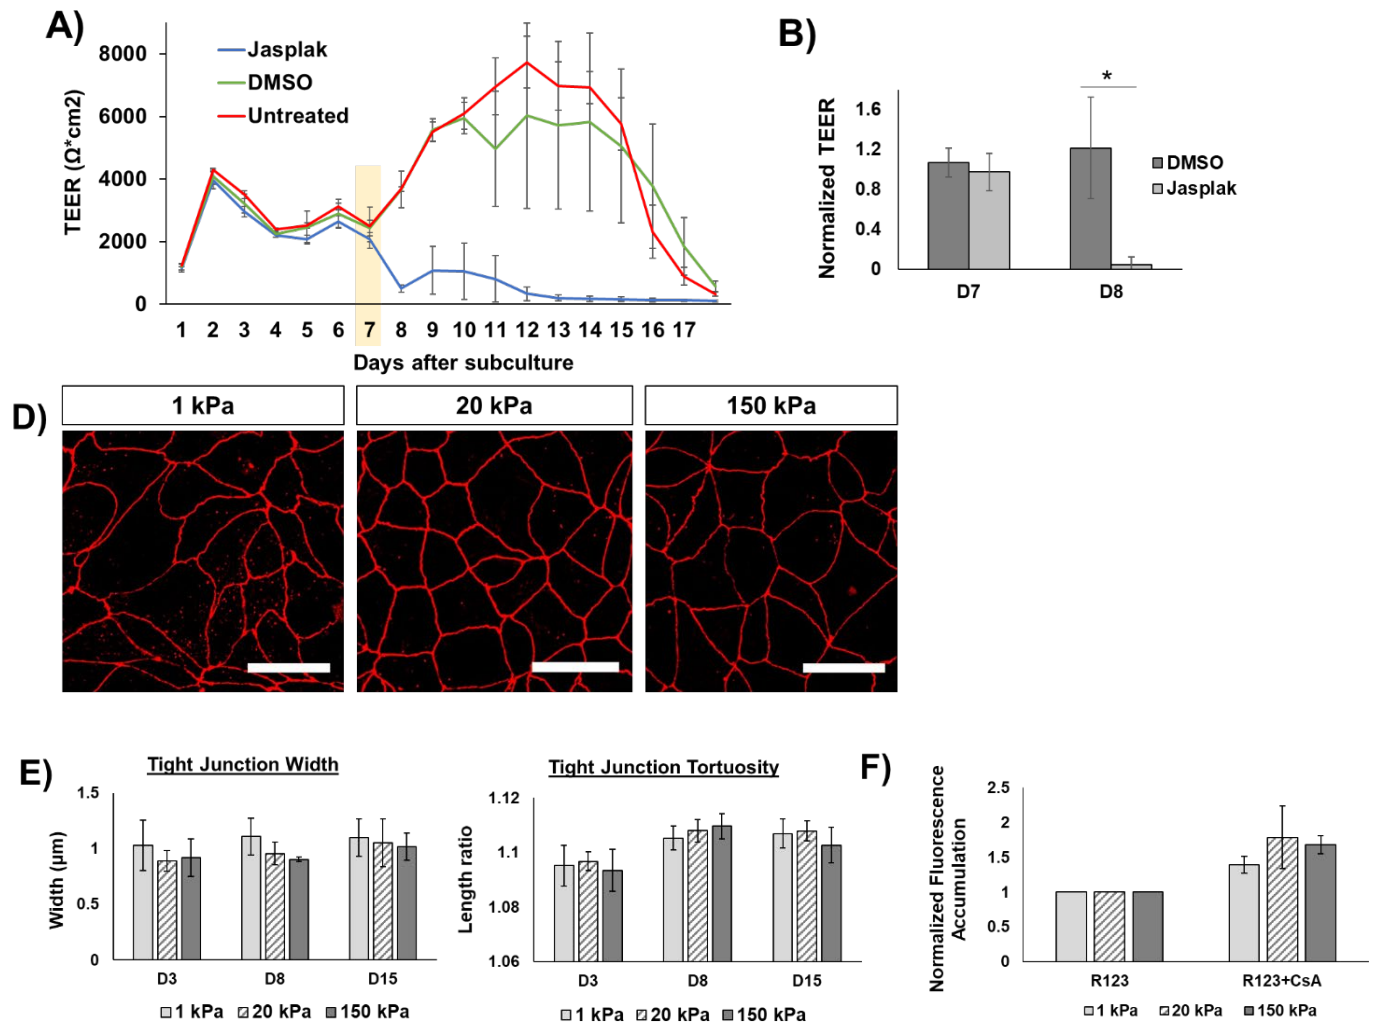 A)
8000
6000
4000
2000
0
TEER (Ω*cm2)
Jasplak
DMSO
Untreated
1 2 3 4 5 6 7 8 9 10 11 12 13 14 15 16 17
Days after subculture
B)
1.6
1.2
0.8
0.4
0
Normalized TEER
*
DMSO
Jasplak
D7 D8
D)
1 kPa 20 kPa 150 kPa
E)
Tight Junction Width
1.5
1
0.5
0
Width (µm)
D3 D8 D15
1 kPa 20 kPa 150 kPa
Tight Junction Tortuosity
1.12
1.1
1.08
1.06
Length ratio
D3 D8 D15
1 kPa 20 kPa 150 kPa
F)
2.5
2
1.5
1
0.5
0
Normalized Fluorescence
Accumulation
R123 R123+CsA
1 kPa 20 kPa 150 kPa